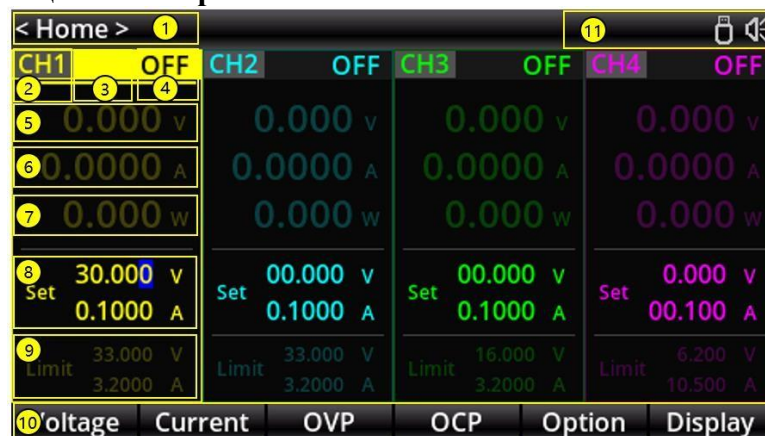 < Home > 1 11
CH1 OFF CH2 OFF CH3 OFF CH4 OFF
2 3 4
5 0.000 V 0.000 V 0.000 V 0.000 V
6 0.0000 A 0.0000 A 0.0000 A 0.0000 A
7 0.000 W 0.000 W 0.000 W 0.000 W
8 30.000 V 00.000 V 00.000 V 0.000 V
Set Set Set Set
0.1000 A 0.1000 A 0.1000 A 00.100 A
9 33.000 V 33.000 V 16.000 V 6.200 V
Limit Limit Limit Limit
3.2000 A 3.2000 A 3.2000 A 10.500 A
10 Voltage Current OVP OCP Option Display